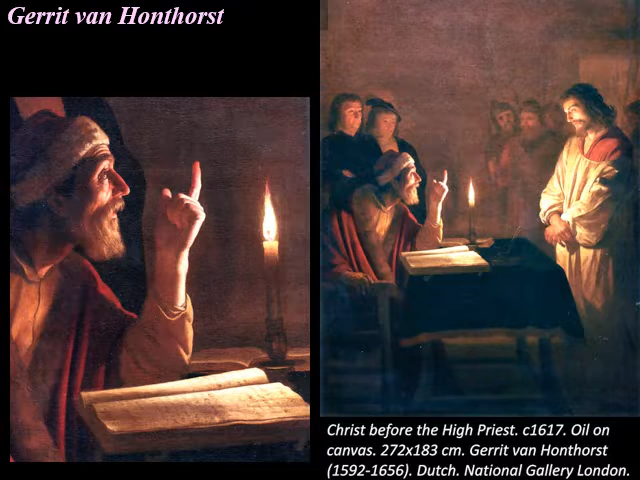 Gerrit van Honthorst
Christ before the High Priest. c1617. Oil on
canvas. 272x183 cm. Gerrit van Honthorst
(1592-1656). Dutch. National Gallery London.